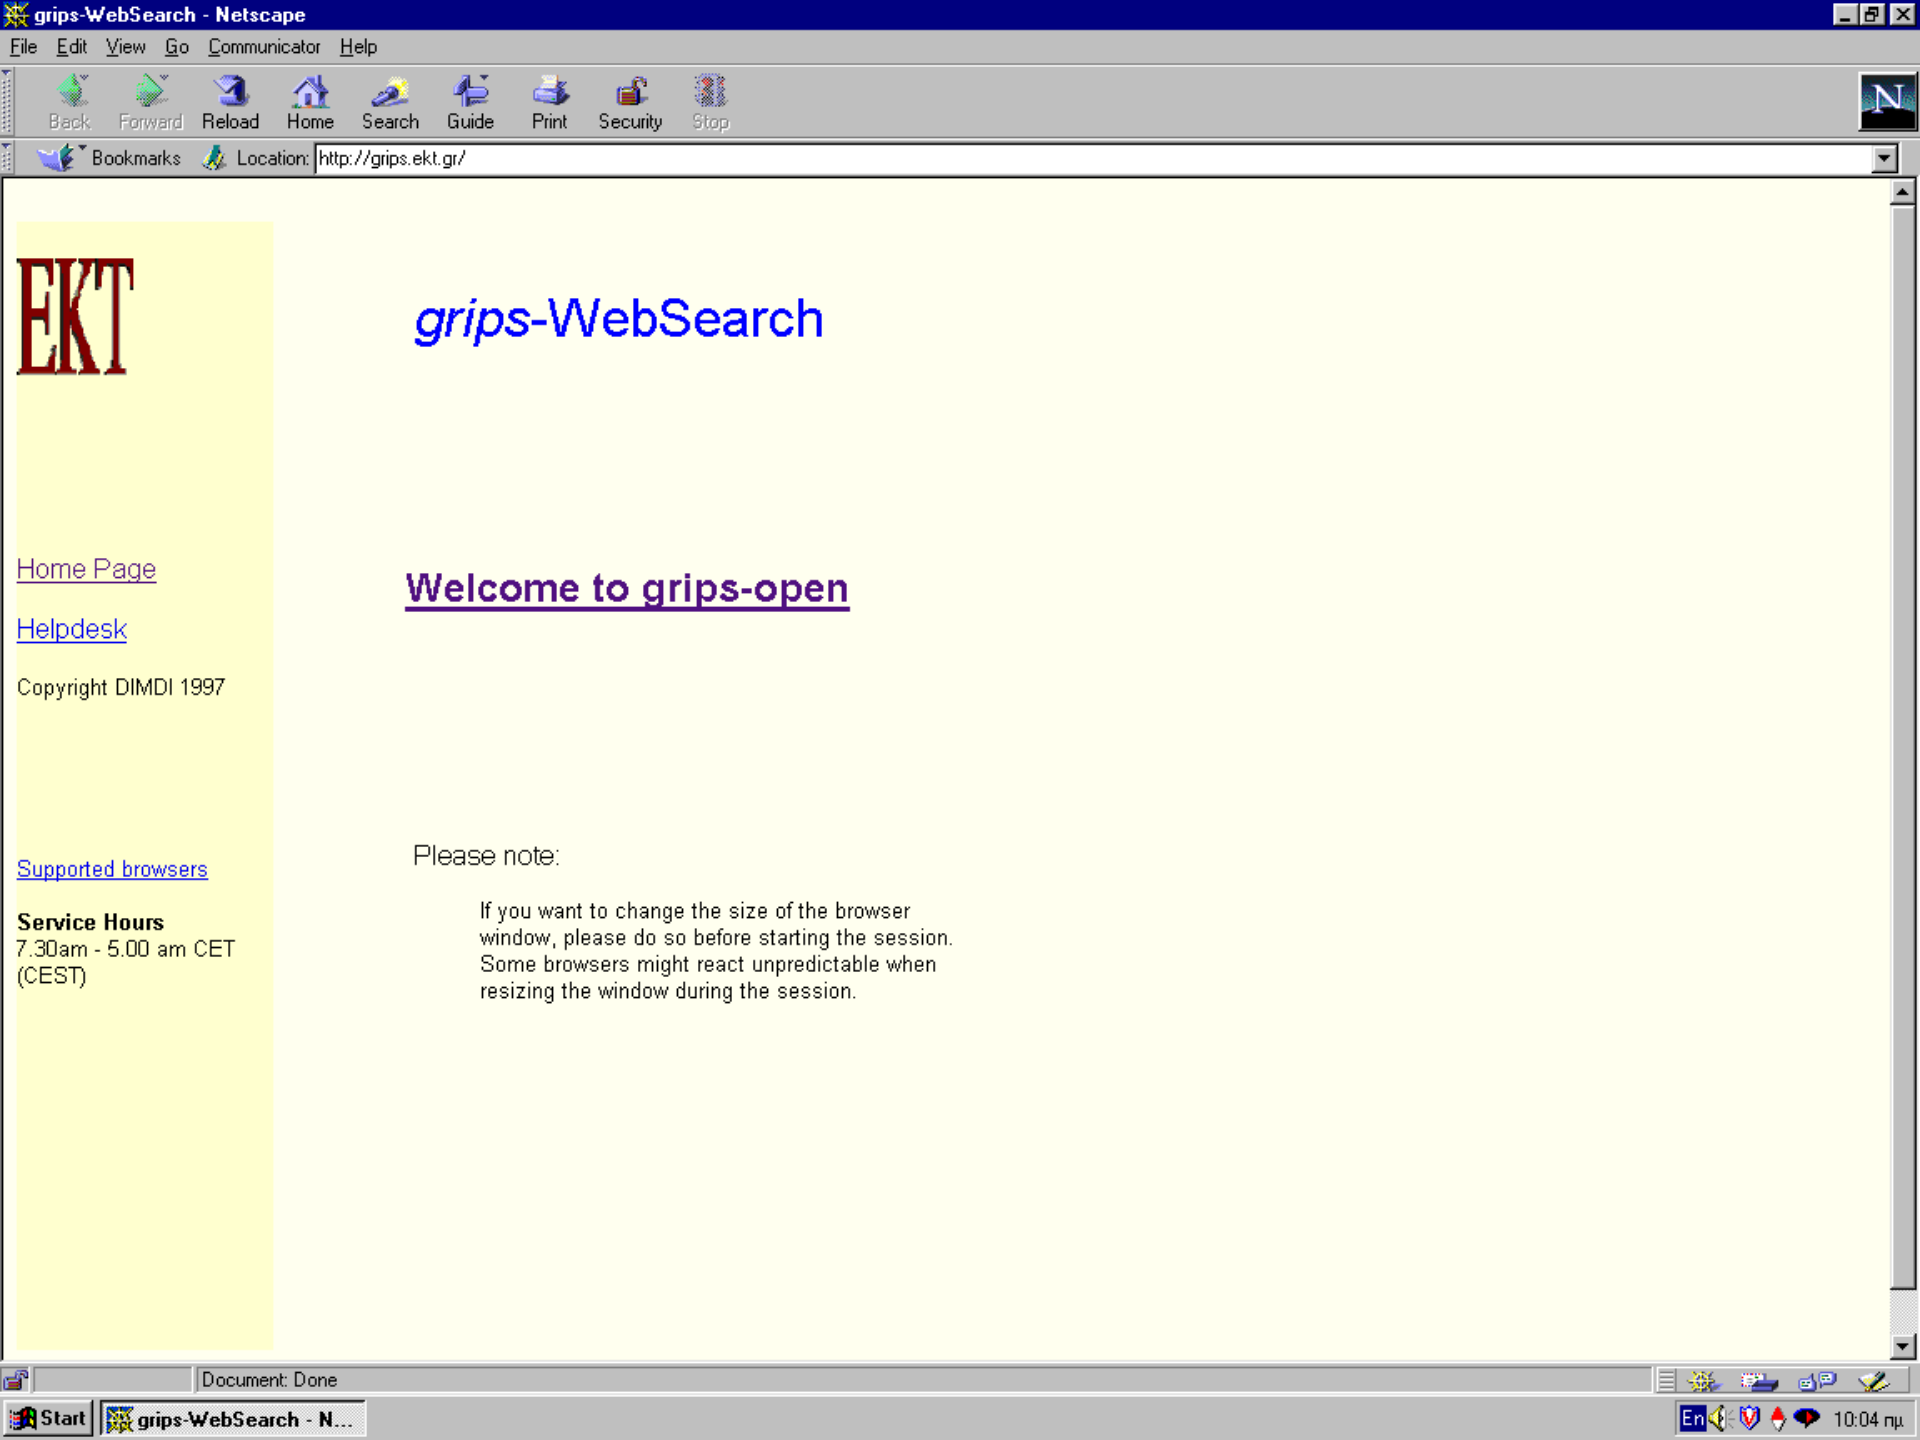 grips-WebSearch - Netscape
File Edit View Go Communicator Help
Back Forward Reload Home Search Guide Print Security Stop
N
Bookmarks Location: http://grips.ekt.gr/
EKT
grips-WebSearch
Home Page
Welcome to grips-open
Helpdesk
Copyright DIMDI 1997
Supported browsers
Service Hours
7.30am - 5.00 am CET
(CEST)
Please note:
If you want to change the size of the browser
window, please do so before starting the session.
Some browsers might react unpredictable when
resizing the window during the session.
Document: Done
Start grips-WebSearch - N... En 10:04 πμ